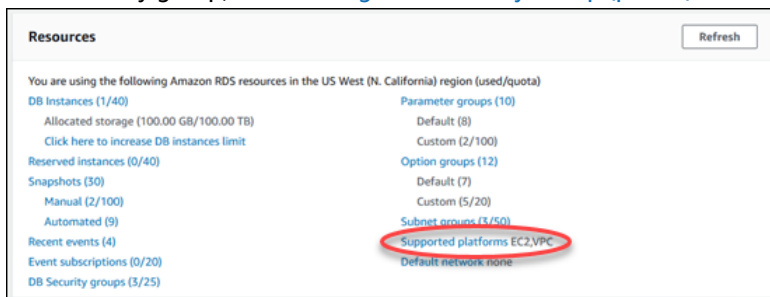 Resources
Refresh
You are using the following Amazon RDS resources in the US West (N. California) region (used/quota)
DB Instances (1/40)
Allocated storage (100.00 GB/100.00 TB)
Click here to increase DB instances limit
Reserved instances (0/40)
Snapshots (30)
Manual (2/100)
Automated (9)
Recent events (4)
Event subscriptions (0/20)
DB Security groups (3/25)
Parameter groups (10)
Default (8)
Custom (2/100)
Option groups (12)
Default (7)
Custom (5/20)
Subnet groups (3/50)
Supported platforms EC2,VPC
Default network none